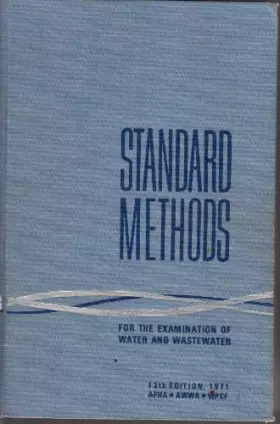 STANDARD
METHODS
FOR THE EXAMINATION OF
WATER AND WASTEWATER
13th EDITION, 1971
APHA ★ AWWA ★ WPCF